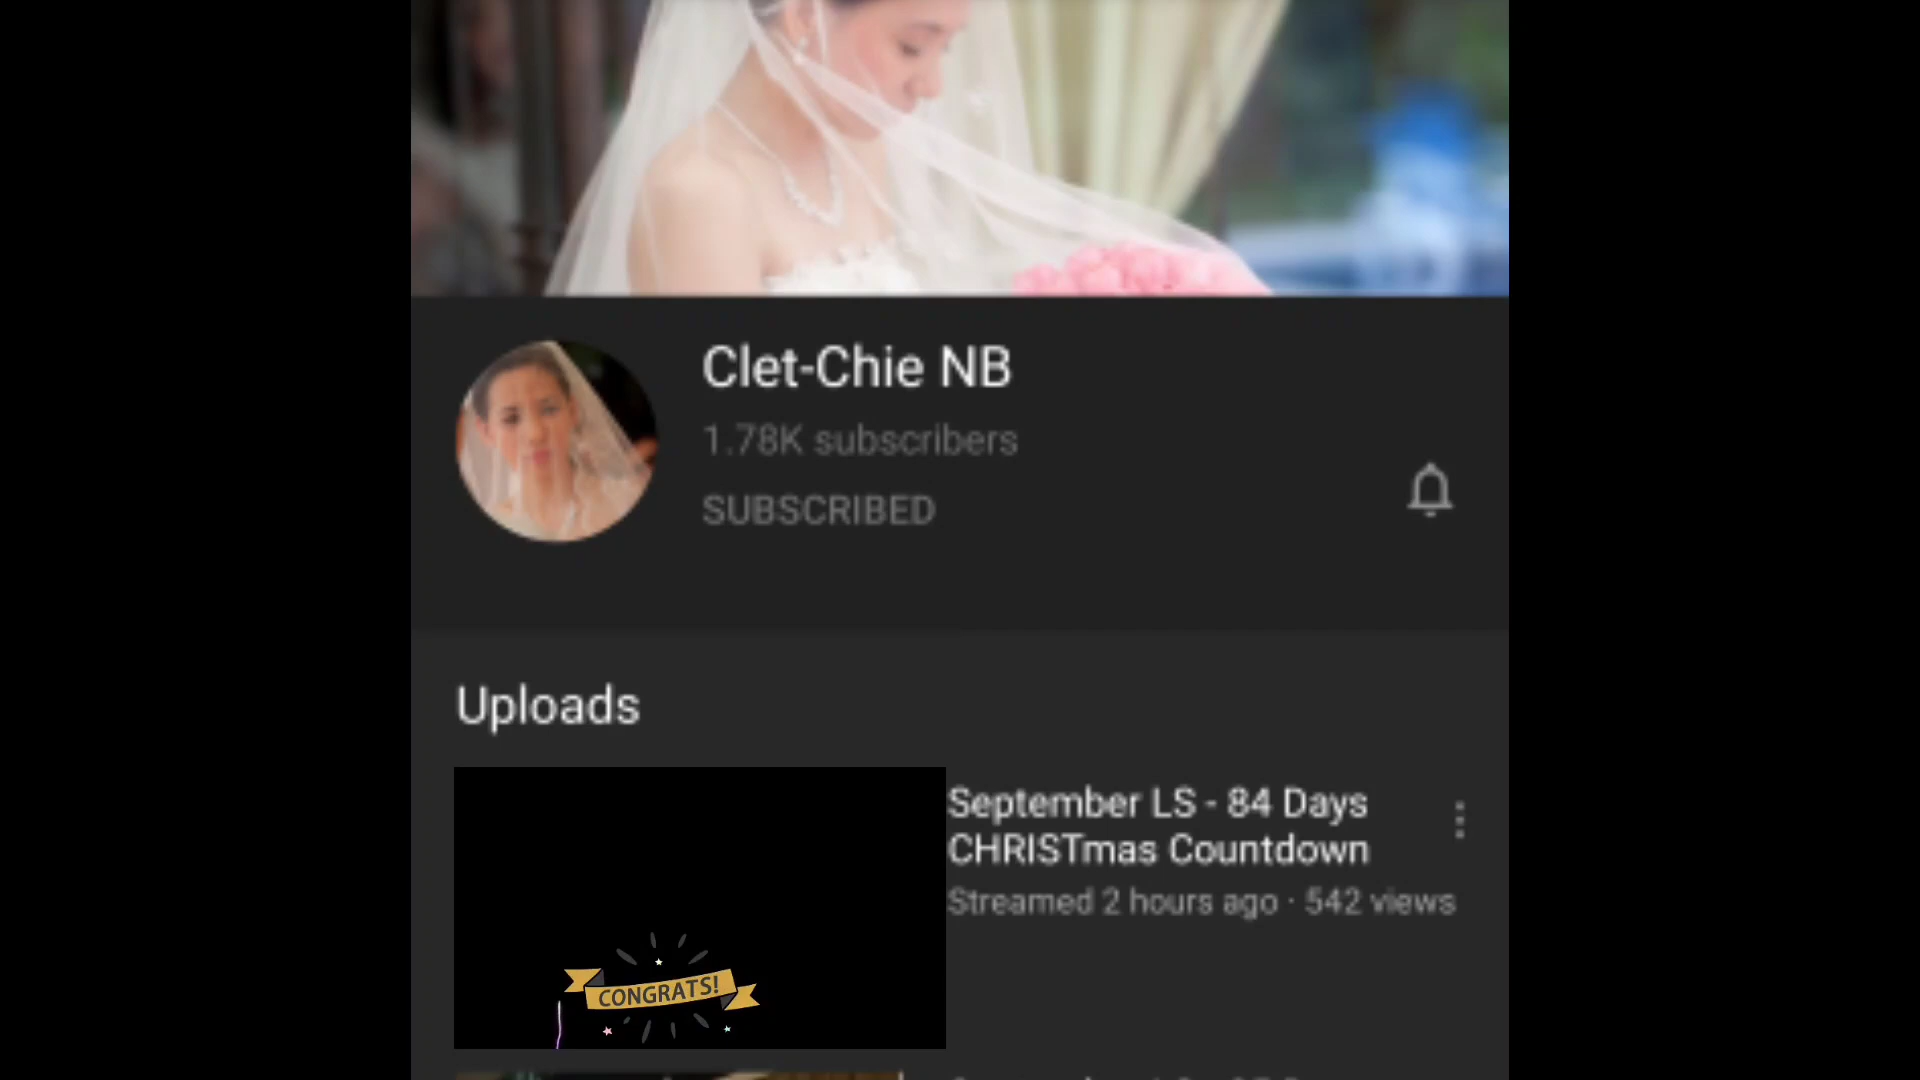 Clet-Chie NB
1.78K subscribers
SUBSCRIBED
Uploads
September LS - 84 Days
CHRISTmas Countdown
Streamed 2 hours ago · 542 views
CONGRATS!